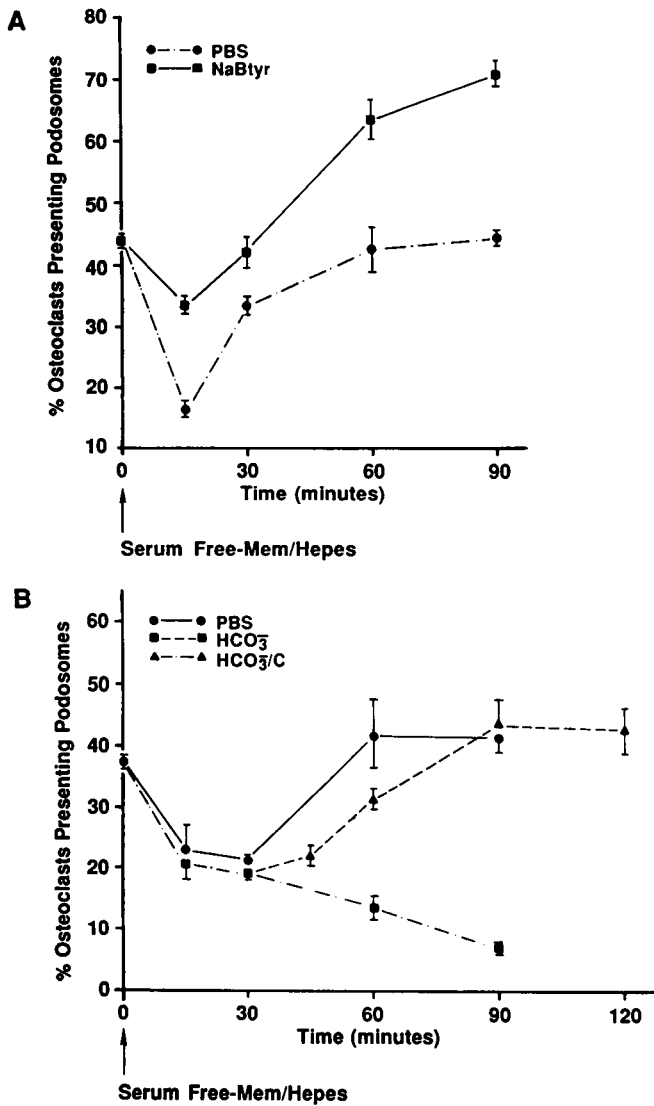 A
80
PBS
NaBtyr
70
60
50
40
30
20
10
% Osteoclasts Presenting Podosomes
0 30 60 90
Time (minutes)
Serum Free-Mem/Hepes
B
60
PBS
HCO3̄
HCO3̄/C
50
40
30
20
10
0
% Osteoclasts Presenting Podosomes
0 30 60 90 120
Time (minutes)
Serum Free-Mem/Hepes